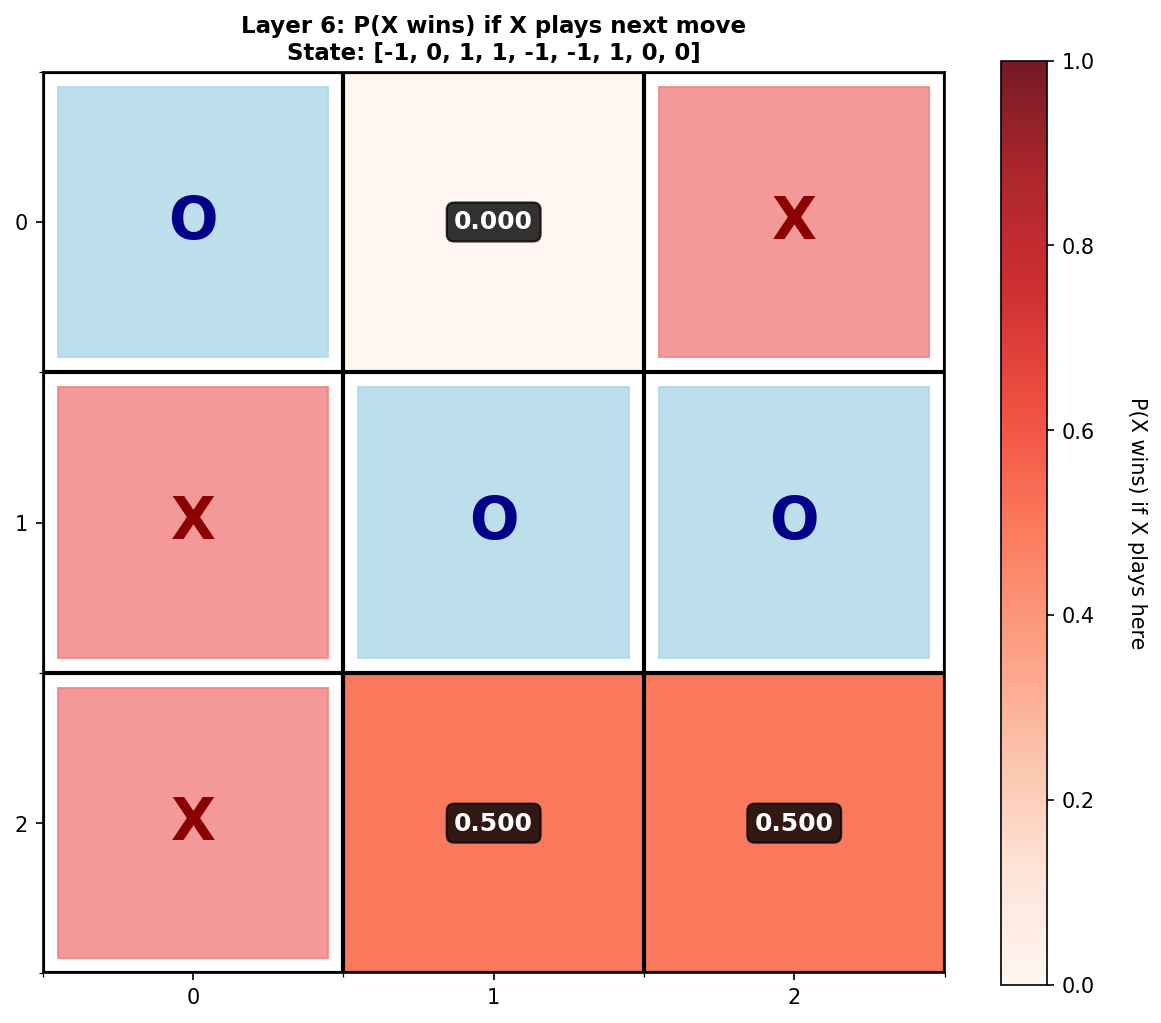 Layer 6: P(X wins) if X plays next move
State: [-1, 0, 1, 1, -1, -1, 1, 0, 0]
0
O
0.000
X
1
X
O
O
2
X
0.500
0.500
0
1
2
1.0
0.8
0.6
0.4
0.2
0.0
P(X wins) if X plays here